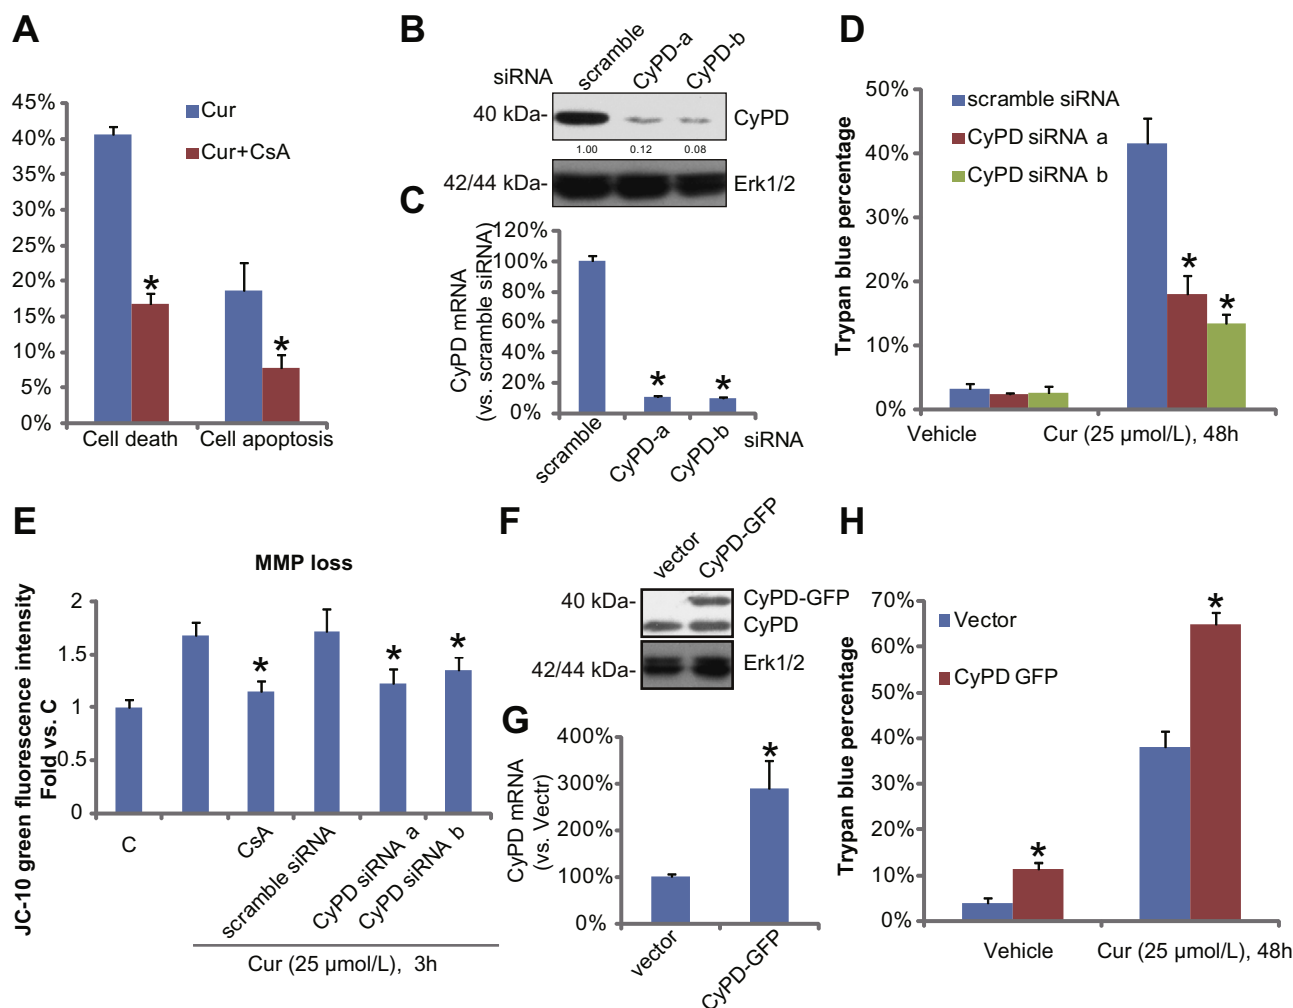 A
45%
40%
35%
30%
25%
20%
15%
10%
5%
0%
Cur
Cur+CsA
*
*
Cell death
Cell apoptosis
B
siRNA
scramble
CyPD-a
CyPD-b
40 kDa-
CyPD
1.00 0.12 0.08
42/44 kDa-
Erk1/2
C
CyPD mRNA
(vs. scramble siRNA)
120%
100%
80%
60%
40%
20%
0%
*
*
scramble
CyPD-a
CyPD-b
siRNA
D
Trypan blue percentage
50%
40%
30%
20%
10%
0%
scramble siRNA
CyPD siRNA a
CyPD siRNA b
*
*
Vehicle
Cur (25 μmol/L), 48h
E
MMP loss
JC-10 green fluorescence intensity
Fold vs. C
2
1.5
1
0.5
0
*
*
*
C
CsA
scramble siRNA
CyPD siRNA a
CyPD siRNA b
Cur (25 μmol/L), 3h
F
vector
CyPD-GFP
40 kDa-
CyPD-GFP
CyPD
42/44 kDa-
Erk1/2
G
CyPD mRNA
(vs. Vectr)
400%
300%
200%
100%
0%
*
vector
CyPD-GFP
H
Trypan blue percentage
70%
60%
50%
40%
30%
20%
10%
0%
Vector
CyPD GFP
*
*
Vehicle
Cur (25 μmol/L), 48h